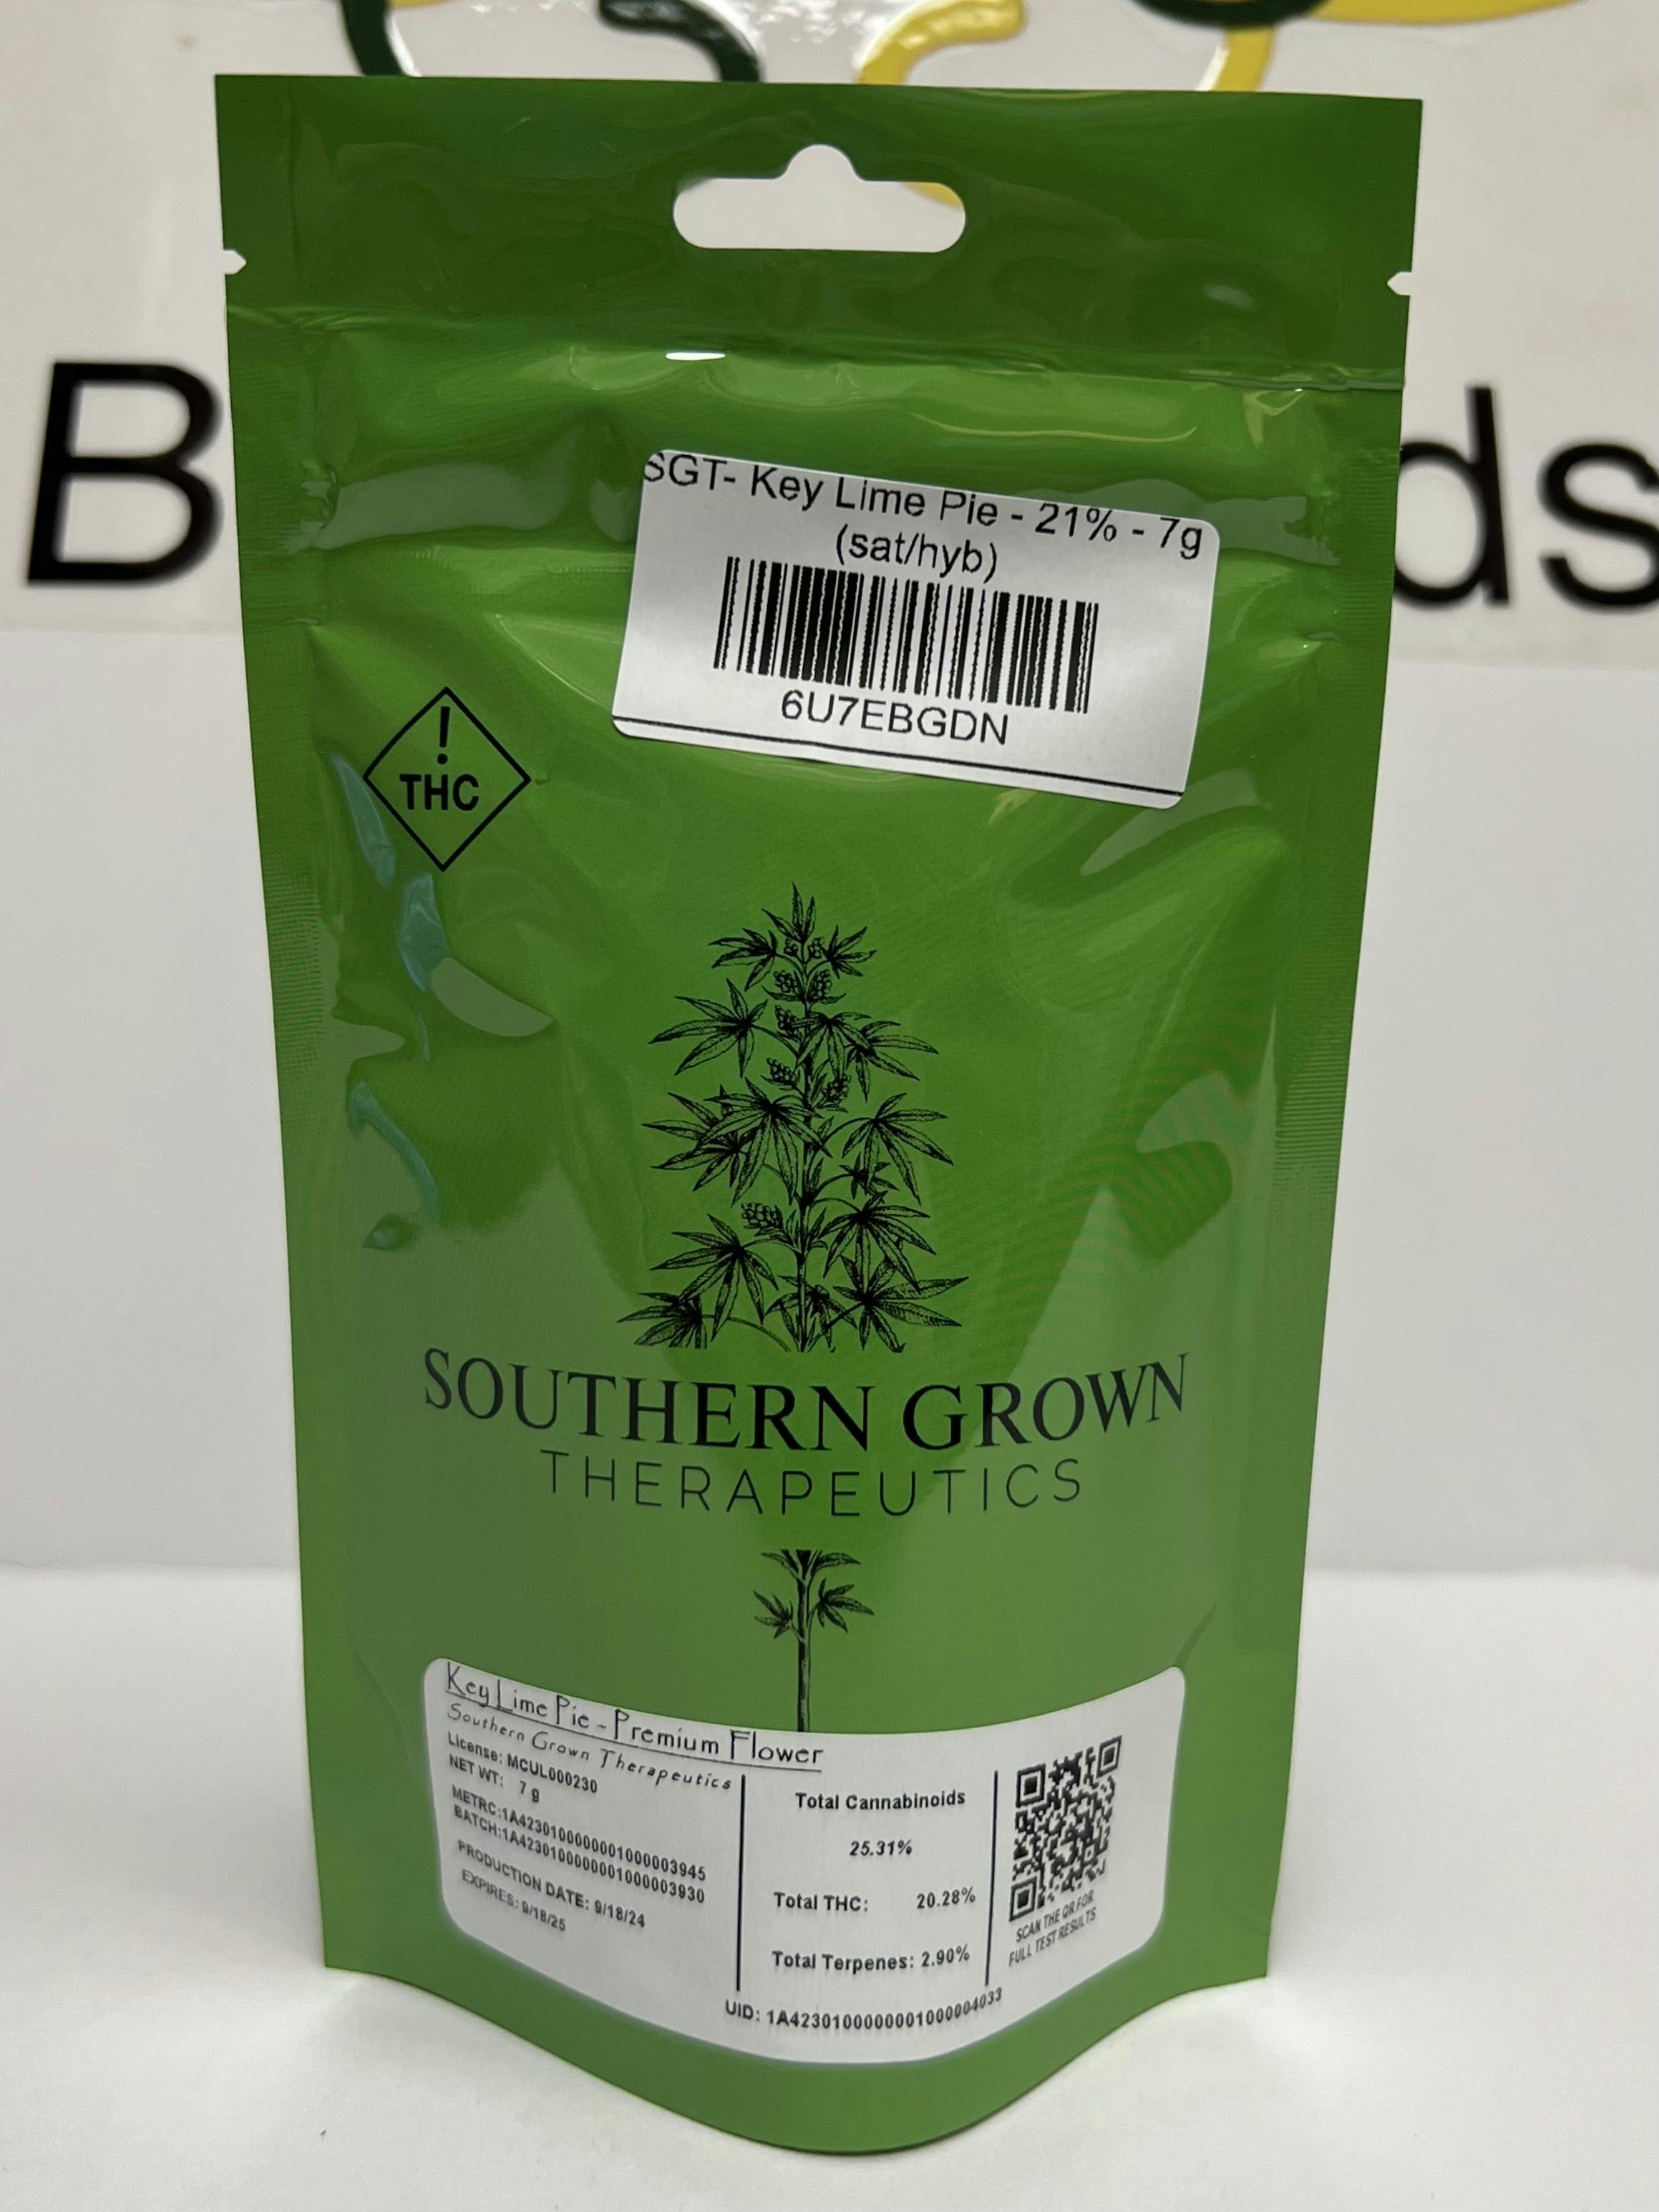 B
ds
SGT- Key Lime Pie - 21% - 7g
(sat/hyb)
6U7EBGDN
!
THC
SOUTHERN GROWN
THERAPEUTICS
Key Lime Pie - Premium Flower
Southern Grown Therapeutics
License: MCUL000230
NET WT: 7 g
METRC:1A4230100000001000003945
BATCH:1A4230100000001000003930
PRODUCTION DATE: 9/18/24
EXPIRES: 9/18/25
Total Cannabinoids
25.31%
Total THC: 20.28%
Total Terpenes: 2.90%
SCAN THE QR FOR
FULL TEST RESULTS
UID: 1A4230100000001000004033